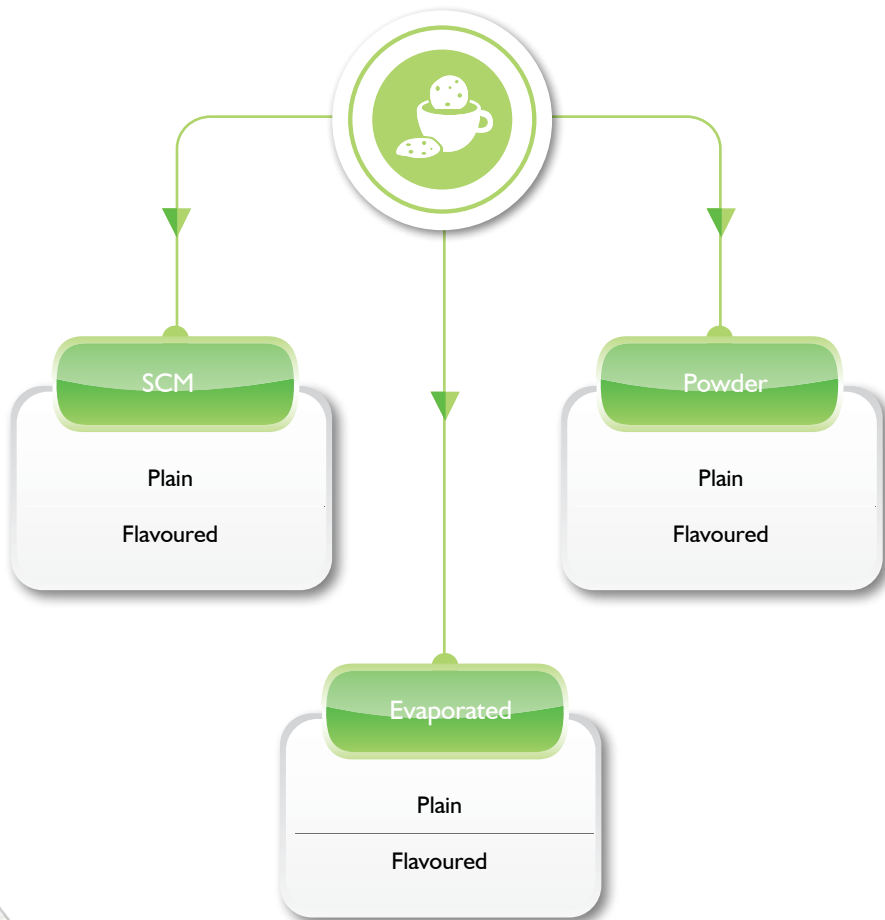 SCM
Plain
Flavoured
Powder
Plain
Flavoured
Evaporated
Plain
Flavoured